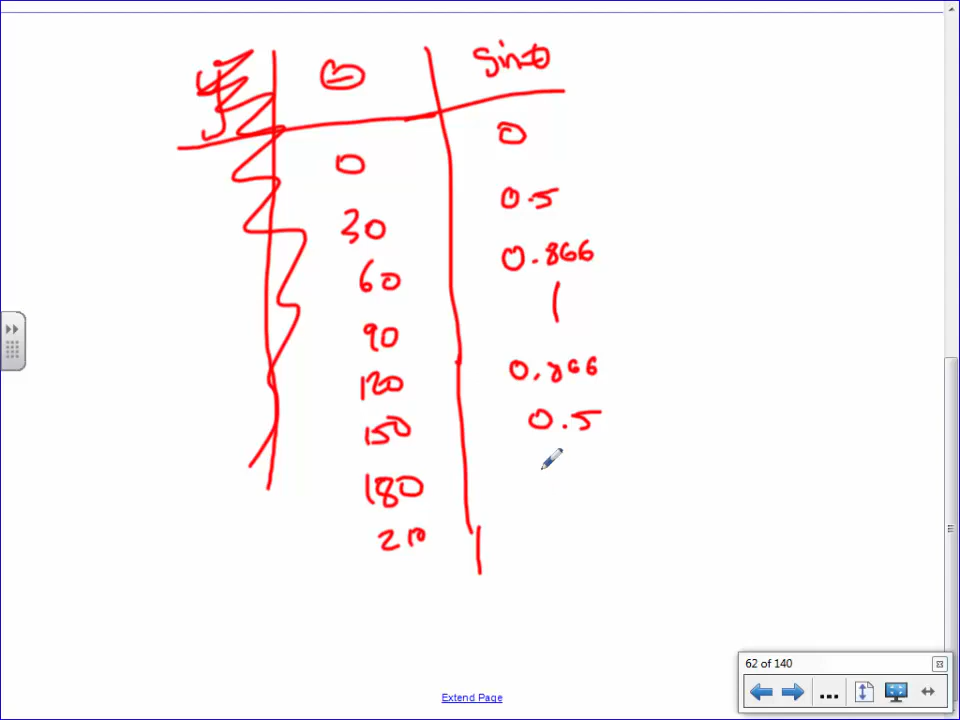 θ sinθ
0 0
30 0.5
60 0.866
90 1
120 0.866
150 0.5
180
210
62 of 140
Extend Page